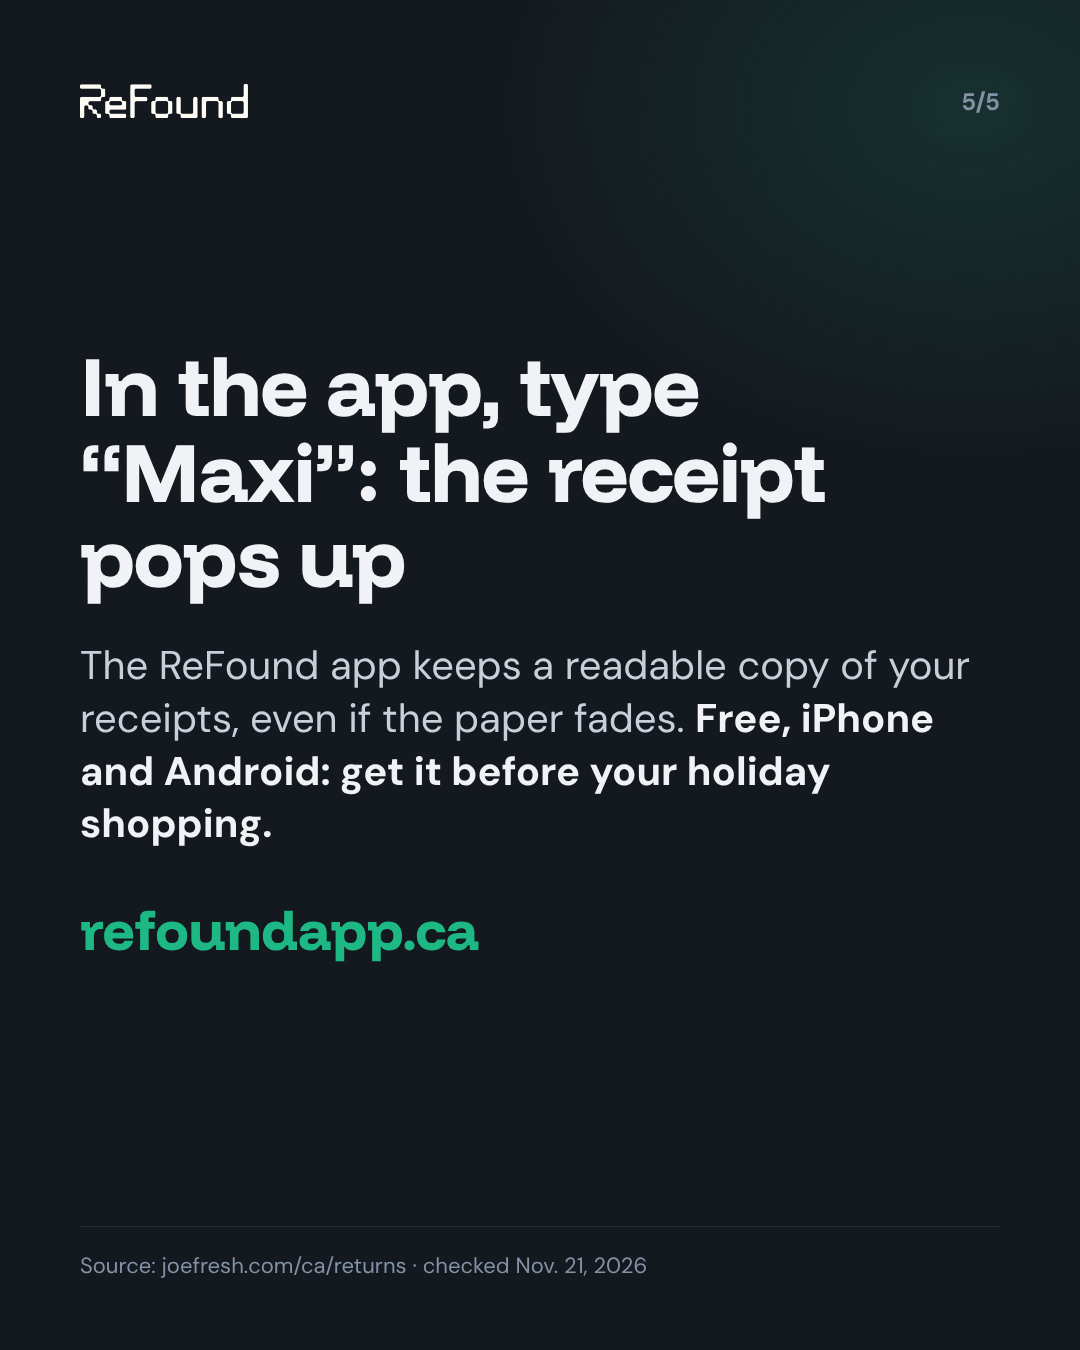 ReFound
5/5
In the app, type
“Maxi”: the receipt
pops up
The ReFound app keeps a readable copy of your
receipts, even if the paper fades. Free, iPhone
and Android: get it before your holiday
shopping.
refoundapp.ca
Source: joefresh.com/ca/returns · checked Nov. 21, 2026